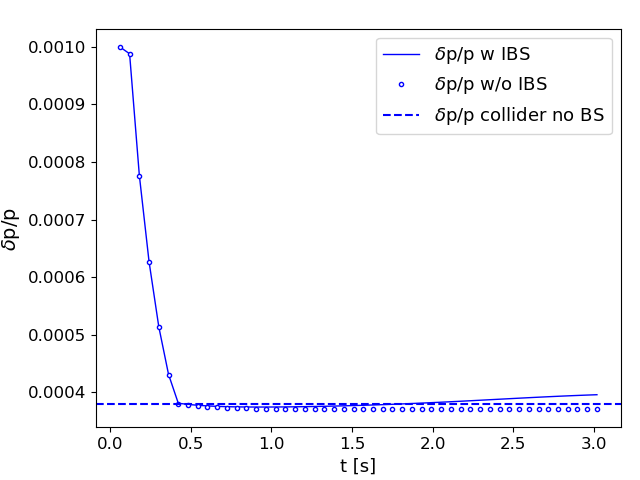 0.0010
0.0009
0.0008
0.0007
0.0006
0.0005
0.0004
δp/p
δp/p w IBS
δp/p w/o IBS
δp/p collider no BS
0.0 0.5 1.0 1.5 2.0 2.5 3.0
t [s]